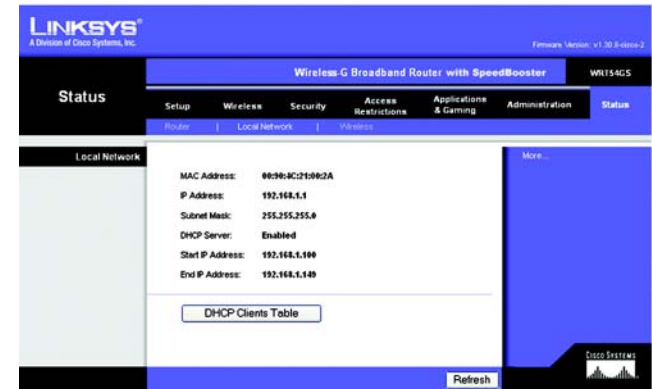 LINKSYS®
A Division of Cisco Systems, Inc.
Firmware Version: v1.30.0-cisco-2
Wireless-G Broadband Router with SpeedBooster WRT54GS
Status
Setup Wireless Security Access Restrictions Applications & Gaming Administration Status
Router | Local Network | Wireless
Local Network
More...
MAC Address: 00:90:4C:21:00:2A
IP Address: 192.168.1.1
Subnet Mask: 255.255.255.0
DHCP Server: Enabled
Start IP Address: 192.168.1.100
End IP Address: 192.168.1.149
DHCP Clients Table
Refresh
CISCO SYSTEMS